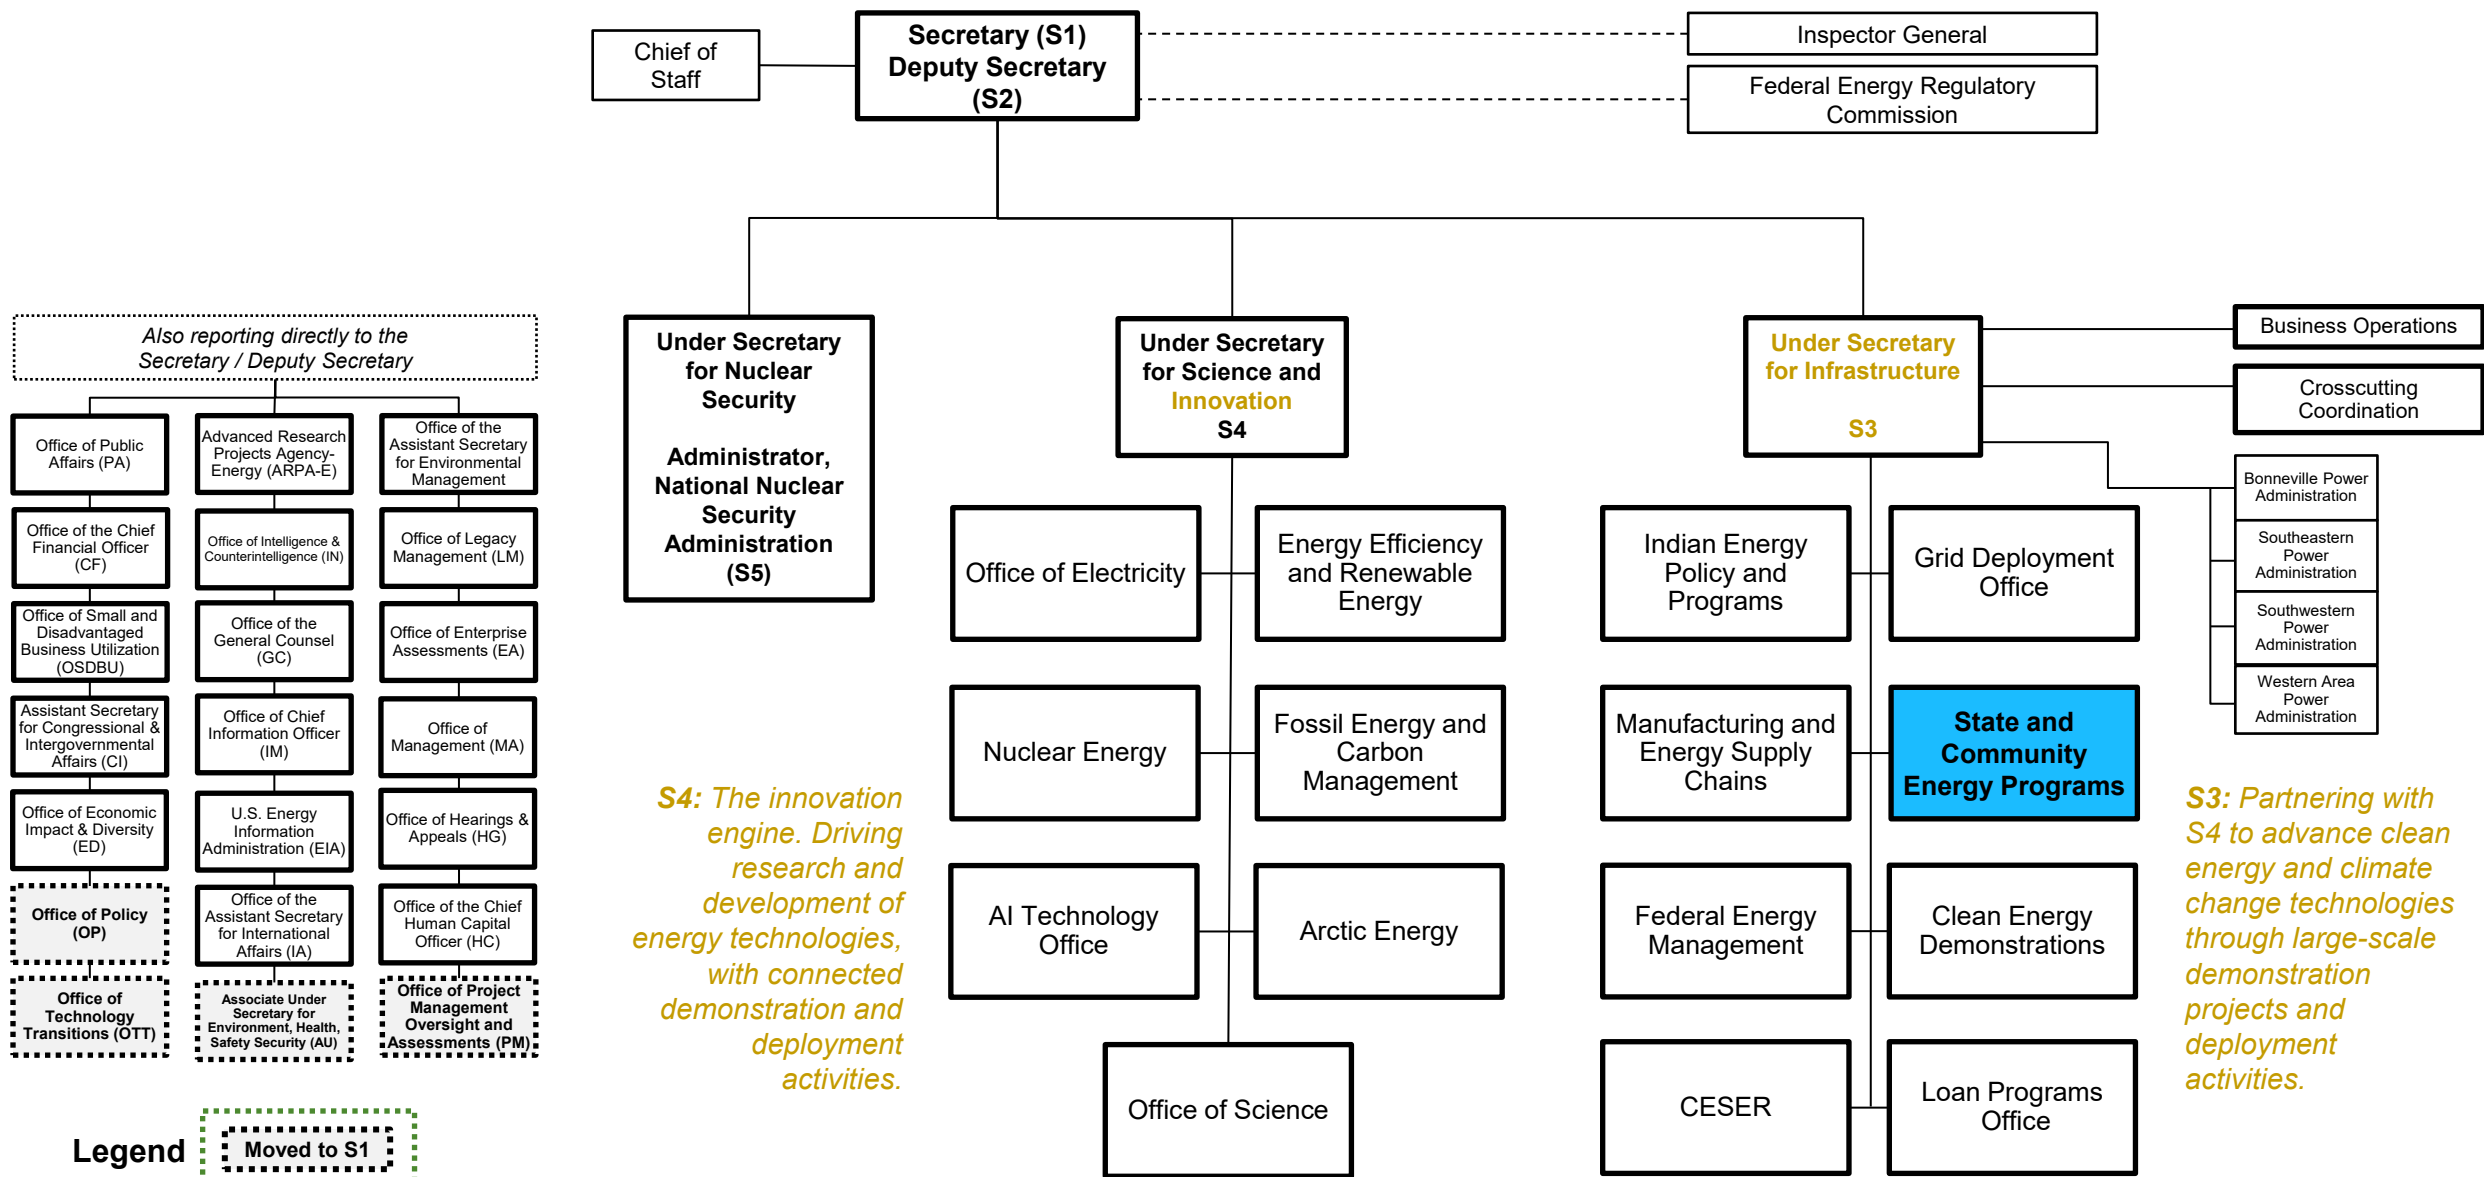 Chief of
Staff
Secretary (S1)
Deputy Secretary
(S2)
Inspector General
Federal Energy Regulatory
Commission
Also reporting directly to the
Secretary / Deputy Secretary
Office of Public
Affairs (PA)
Advanced Research
Projects Agency-
Energy (ARPA-E)
Office of the
Assistant Secretary
for Environmental
Management
Office of the Chief
Financial Officer
(CF)
Office of Intelligence &
Counterintelligence (IN)
Office of Legacy
Management (LM)
Office of Small and
Disadvantaged
Business Utilization
(OSDBU)
Office of the
General Counsel
(GC)
Office of Enterprise
Assessments (EA)
Assistant Secretary
for Congressional &
Intergovernmental
Affairs (CI)
Office of Chief
Information Officer
(IM)
Office of
Management (MA)
Office of Economic
Impact & Diversity
(ED)
U.S. Energy
Information
Administration (EIA)
Office of Hearings &
Appeals (HG)
Office of Policy
(OP)
Office of the
Assistant Secretary
for International
Affairs (IA)
Office of the Chief
Human Capital
Officer (HC)
Office of
Technology
Transitions (OTT)
Associate Under
Secretary for
Environment, Health,
Safety Security (AU)
Office of Project
Management
Oversight and
Assessments (PM)
Legend
Moved to S1
Under Secretary
for Nuclear
Security
Administrator,
National Nuclear
Security
Administration
(S5)
Under Secretary
for Science and
Innovation
S4
Office of Electricity
Energy Efficiency
and Renewable
Energy
Nuclear Energy
Fossil Energy and
Carbon
Management
AI Technology
Office
Arctic Energy
Office of Science
S4: The innovation
engine. Driving
research and
development of
energy technologies,
with connected
demonstration and
deployment
activities.
Under Secretary
for Infrastructure
S3
Business Operations
Crosscutting
Coordination
Bonneville Power
Administration
Southeastern
Power
Administration
Southwestern
Power
Administration
Western Area
Power
Administration
Indian Energy
Policy and
Programs
Grid Deployment
Office
Manufacturing and
Energy Supply
Chains
State and
Community
Energy Programs
Federal Energy
Management
Clean Energy
Demonstrations
CESER
Loan Programs
Office
S3: Partnering with
S4 to advance clean
energy and climate
change technologies
through large-scale
demonstration
projects and
deployment
activities.